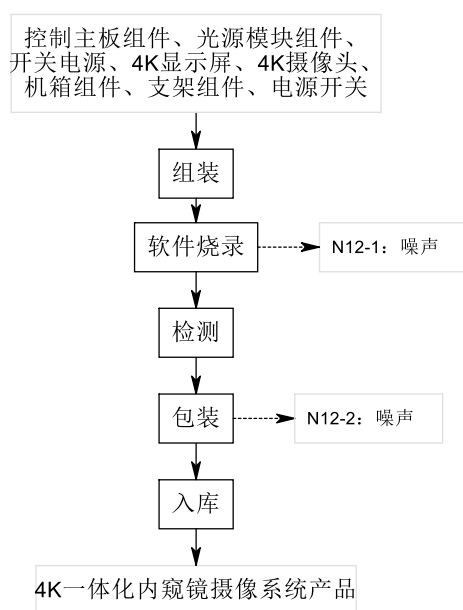 控制主板组件、光源模块组件、
开关电源、4K显示屏、4K摄像头、
机箱组件、支架组件、电源开关
组装
软件烧录
N12-1：噪声
检测
包装
N12-2：噪声
入库
4K一体化内窥镜摄像系统产品